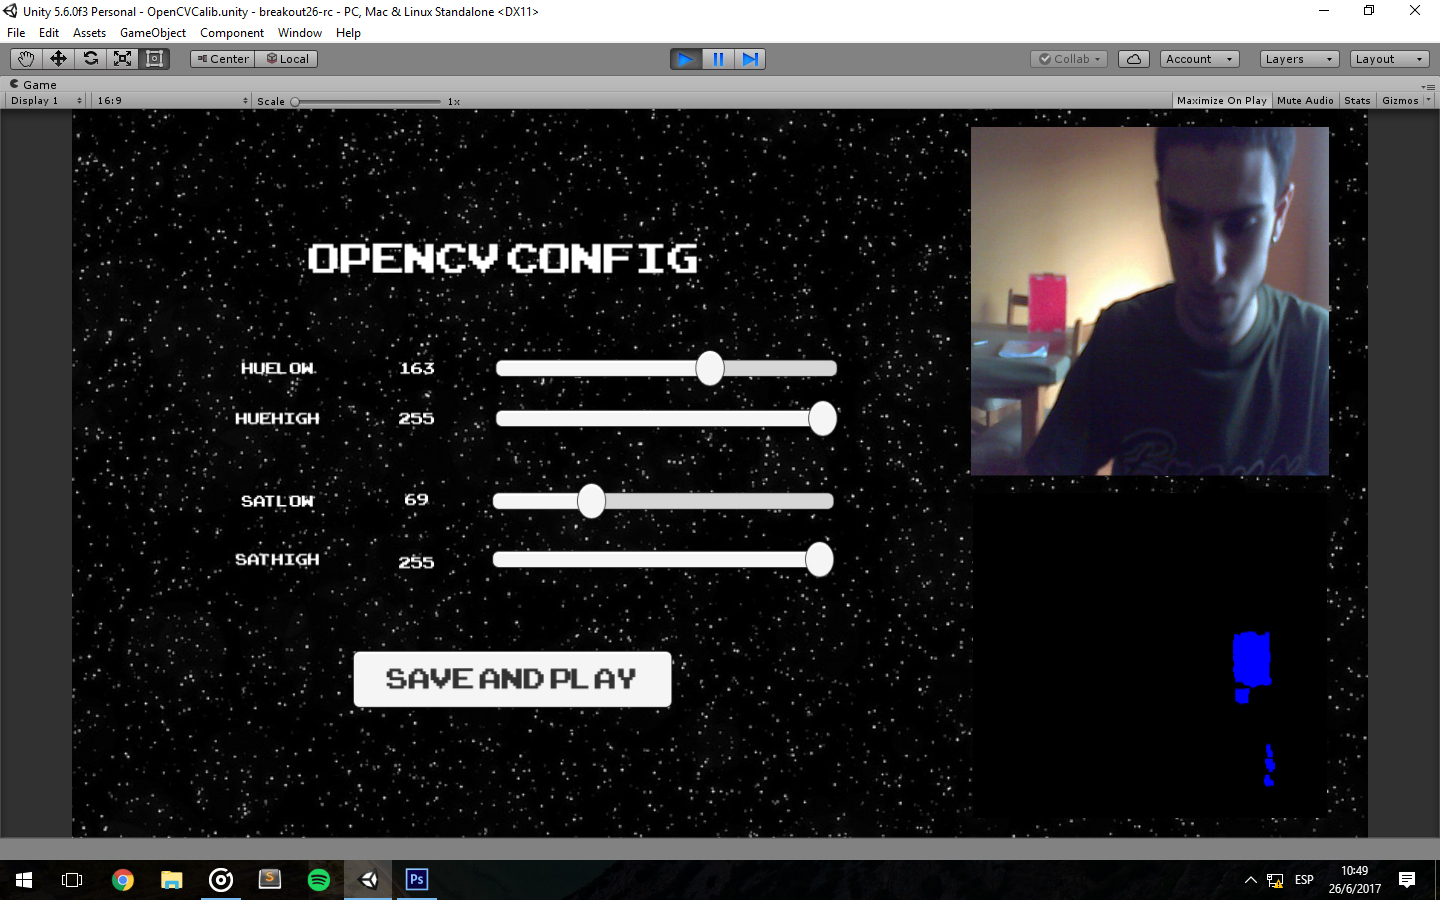 Unity 5.6.0f3 Personal - OpenCVCalib.unity - breakout26-rc - PC, Mac & Linux Standalone <DX11>
File Edit Assets GameObject Component Window Help
Center Local Collab Account Layers Layout
Game
Display 1 16:9 Scale 1x Maximize On Play Mute Audio Stats Gizmos
OPENCV CONFIG
HUELOW 163
HUEHIGH 255
SATLOW 69
SATHIGH 255
SAVE AND PLAY
S
Ps
ESP
10:49
26/6/2017